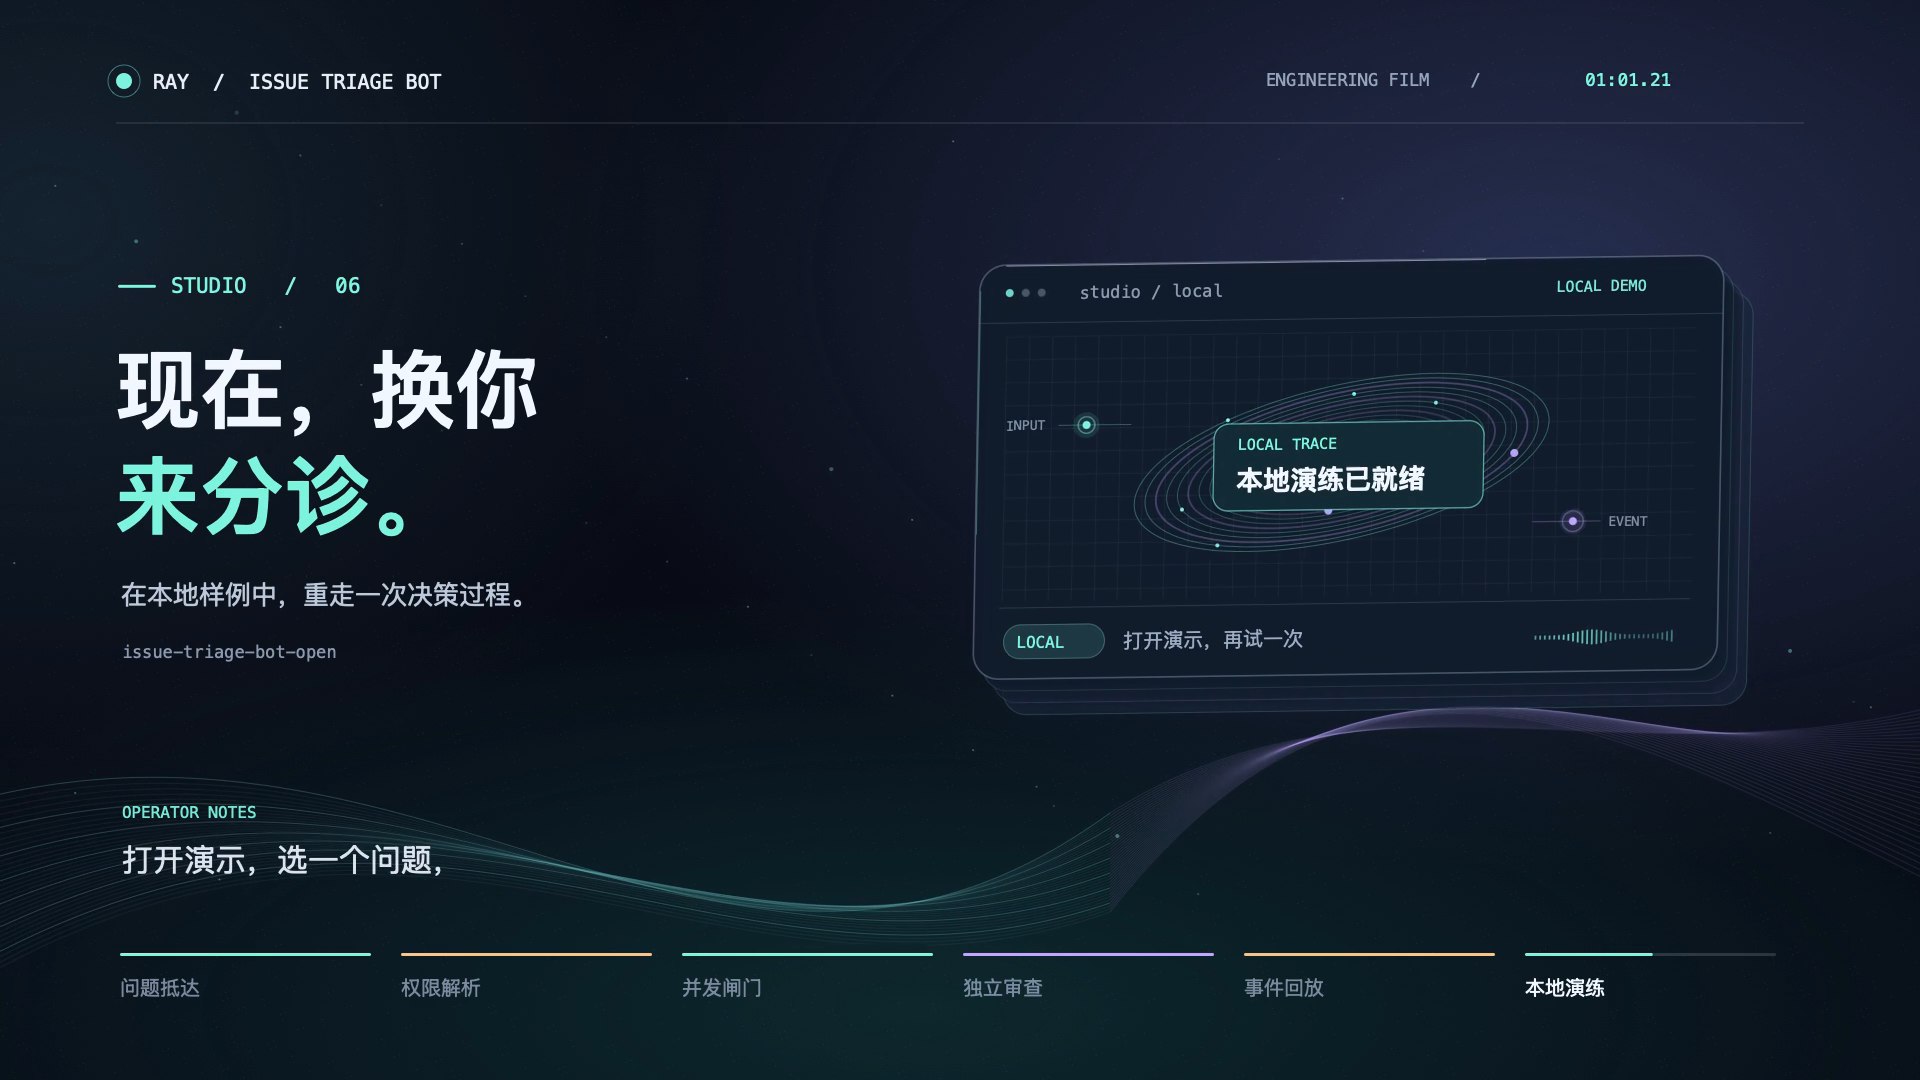 RAY / ISSUE TRIAGE BOT
ENGINEERING FILM / 01:01.21
STUDIO / 06
现在，换你
来分诊。
在本地样例中，重走一次决策过程。
issue-triage-bot-open
studio / local
LOCAL DEMO
INPUT
LOCAL TRACE
本地演练已就绪
EVENT
LOCAL
打开演示，再试一次
OPERATOR NOTES
打开演示，选一个问题，
问题抵达
权限解析
并发闸门
独立审查
事件回放
本地演练